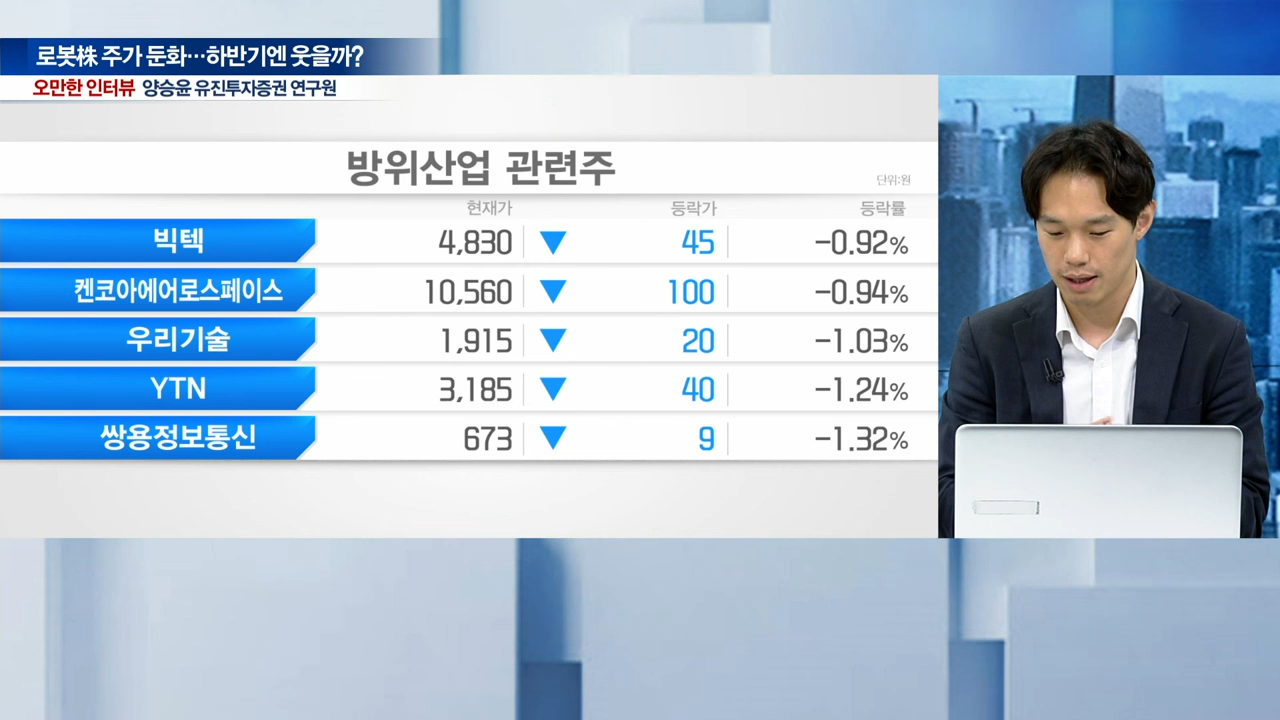 로봇株 주가 둔화…하반기엔 웃을까?
오만한 인터뷰 양승윤 유진투자증권 연구원
방위산업 관련주
단위:원
현재가 등락가 등락률
빅텍 4,830 ▼ 45 -0.92%
켄코아에어로스페이스 10,560 ▼ 100 -0.94%
우리기술 1,915 ▼ 20 -1.03%
YTN 3,185 ▼ 40 -1.24%
쌍용정보통신 673 ▼ 9 -1.32%